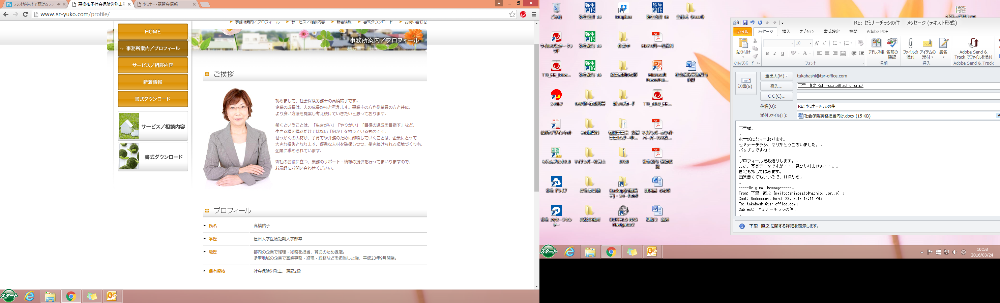 ラジオがネットで聴けるラジ
高橋祐子社会保険労務士事
セミナー・講習会情報
www.sr-yuko.com/profile/
事務所案内／プロフィール
サービス／相談内容
新着情報
書式ダウンロード
お問い合わせ
事務所案内／プロフィール
HOME
事務所案内／プロフィール
サービス／相談内容
新着情報
書式ダウンロード
サービス／相談内容
書式ダウンロード
ご挨拶
初めまして、社会保険労務士の高橋祐子です。
企業の成長は、人の成長からと考えます。事業主の方や従業員の方と共に、
より良い方法を提案し考え続けていきたいと思っております。
働くということは、「生きがい」「やりがい」「目標の達成を目指す」など、
生きる糧を得るだけではない「何か」を持っているものです。
せっかくの人材が、子育てや介護のために離職していくことは、企業にとって
大きな損失となります。優秀な人材を確保しつつ、働き続けられる環境づくりも、
企業に求められています。
御社のお役に立つ、業務のサポート・情報の提供を行ってまいりますので、
お気軽にお問い合わせください。
プロフィール
氏名 高橋祐子
学歴 信州大学医療短期大学部卒
職歴 都内の企業で経理・総務を担当、育児のため退職。
多摩地域の企業で営業事務・経理・総務などを担当した後、平成23年9月開業。
保有資格 社会保険労務士、簿記2級
スタート
ごみ箱
弥生会計 15
Dropbox
弥生会計 16
全様式（Excel）
ウイルスバスター クラウド
弥生給与 15
作業中
H27.9月～社保料
TTi_HE_Dow...
弥生給与 16
就業規則ひな形
Microsoft PowerPoi...
社会保険実務担当向け
シャルフ
キャリア形・体系図等
新ジョブカード
TTi_10.0_HE...
はがきデザインキット
その他資料
マイナンバーホワイトペーパー727改...
らくちんプリント2.0
マイナンバー社労士
0730
弥生給与 登録状況
弥生 ドライブ
厚生委員他
Backup(高橋祐子) - ショートカット
計画届 ひな型
弥生 メッセージセンター
高橋事務所
BUFFALO NAS Navigator2
模擬２ 論述
スタート
RE: セミナーチラシの件 - メッセージ (テキスト形式)
ファイル
メッセージ
挿入
オプション
書式設定
校閲
Adobe PDF
貼り付け
クリップボード
10
B I U
フォント
アドレス帳
名前の確認
名前
ファイルの添付
アイテムの添付
署名
挿入
Adobe Send & Track でファイルを添付
Adobe Send & Track
送信(S)
差出人(M)
takahashi@tsr-office.com
宛先...
下里 直之 <shimosato@hachioji.or.jp>
ＣＣ(C)...
件名(U):
RE: セミナーチラシの件
添付ファイル(T):
社会保険実務担当向け.docx (15 KB)
下里様
お世話になっております。
セミナーチラシ、ありがとうございました。
バッチリですね！
プロフィールをお送りします。
また、写真データですが・・、見つかりません・・。
自宅も探してはみます。
画質悪くてもいいので、ＨＰから
-----Original Message-----
From: 下里 直之 [mailto:shimosato@hachioji.or.jp]
Sent: Wednesday, March 23, 2016 12:11 PM
To: takahashi@tsr-office.com
Subject: セミナーチラシの件
下里 直之 に関する詳細を表示します。
10:58
2016/03/24